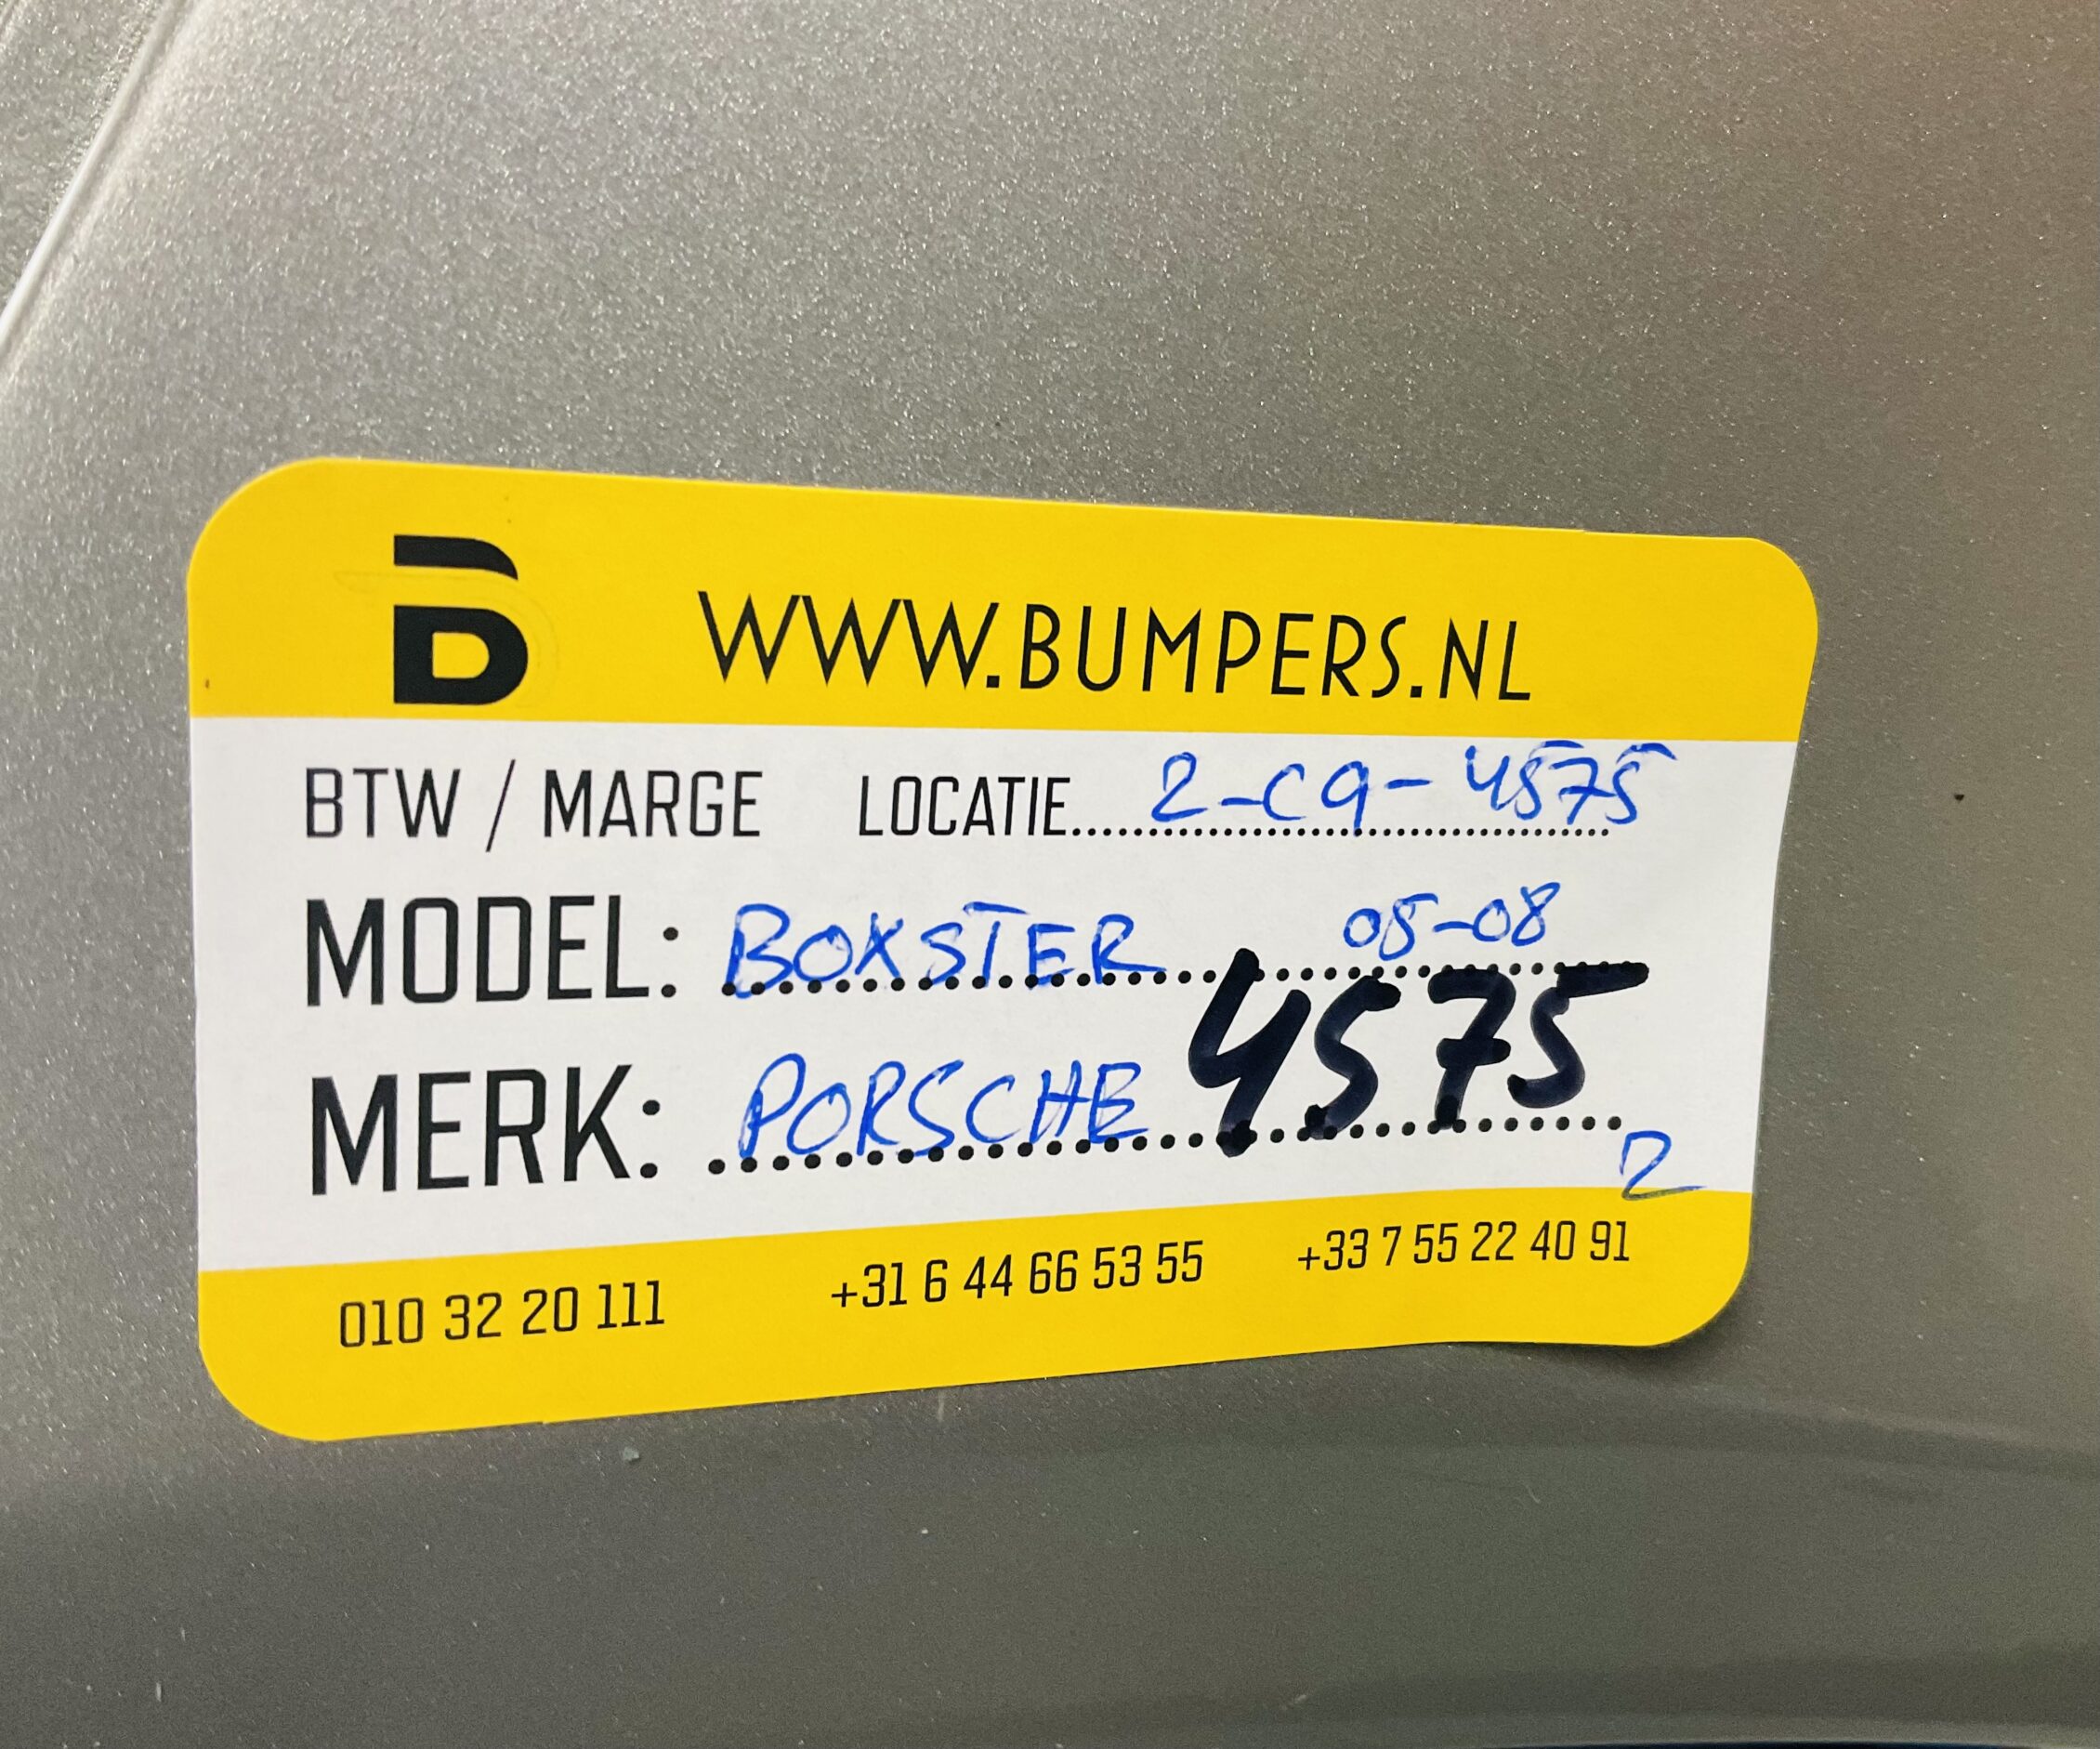 B WWW.BUMPERS.NL
BTW / MARGE LOCATIE 2-C9-4575
MODEL: BOXSTER 05-08
MERK: PORSCHE 4575
2
010 32 20 111 +31 6 44 66 53 55 +33 7 55 22 40 91